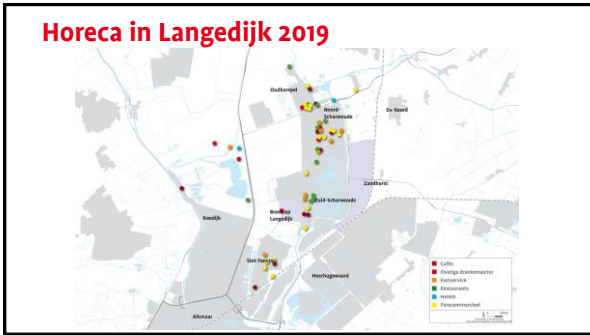 Horeca in Langedijk 2019
Oudkarspel
Noord-
Scharwoude
De Noord
Zandhorst
Zuid-Scharwoude
Broek op
Langedijk
Koedijk
Sint Pancras
Heerhugowaard
Alkmaar
Cafés
Overige drankensector
Fastservice
Restaurants
Hotels
Paracommercieel